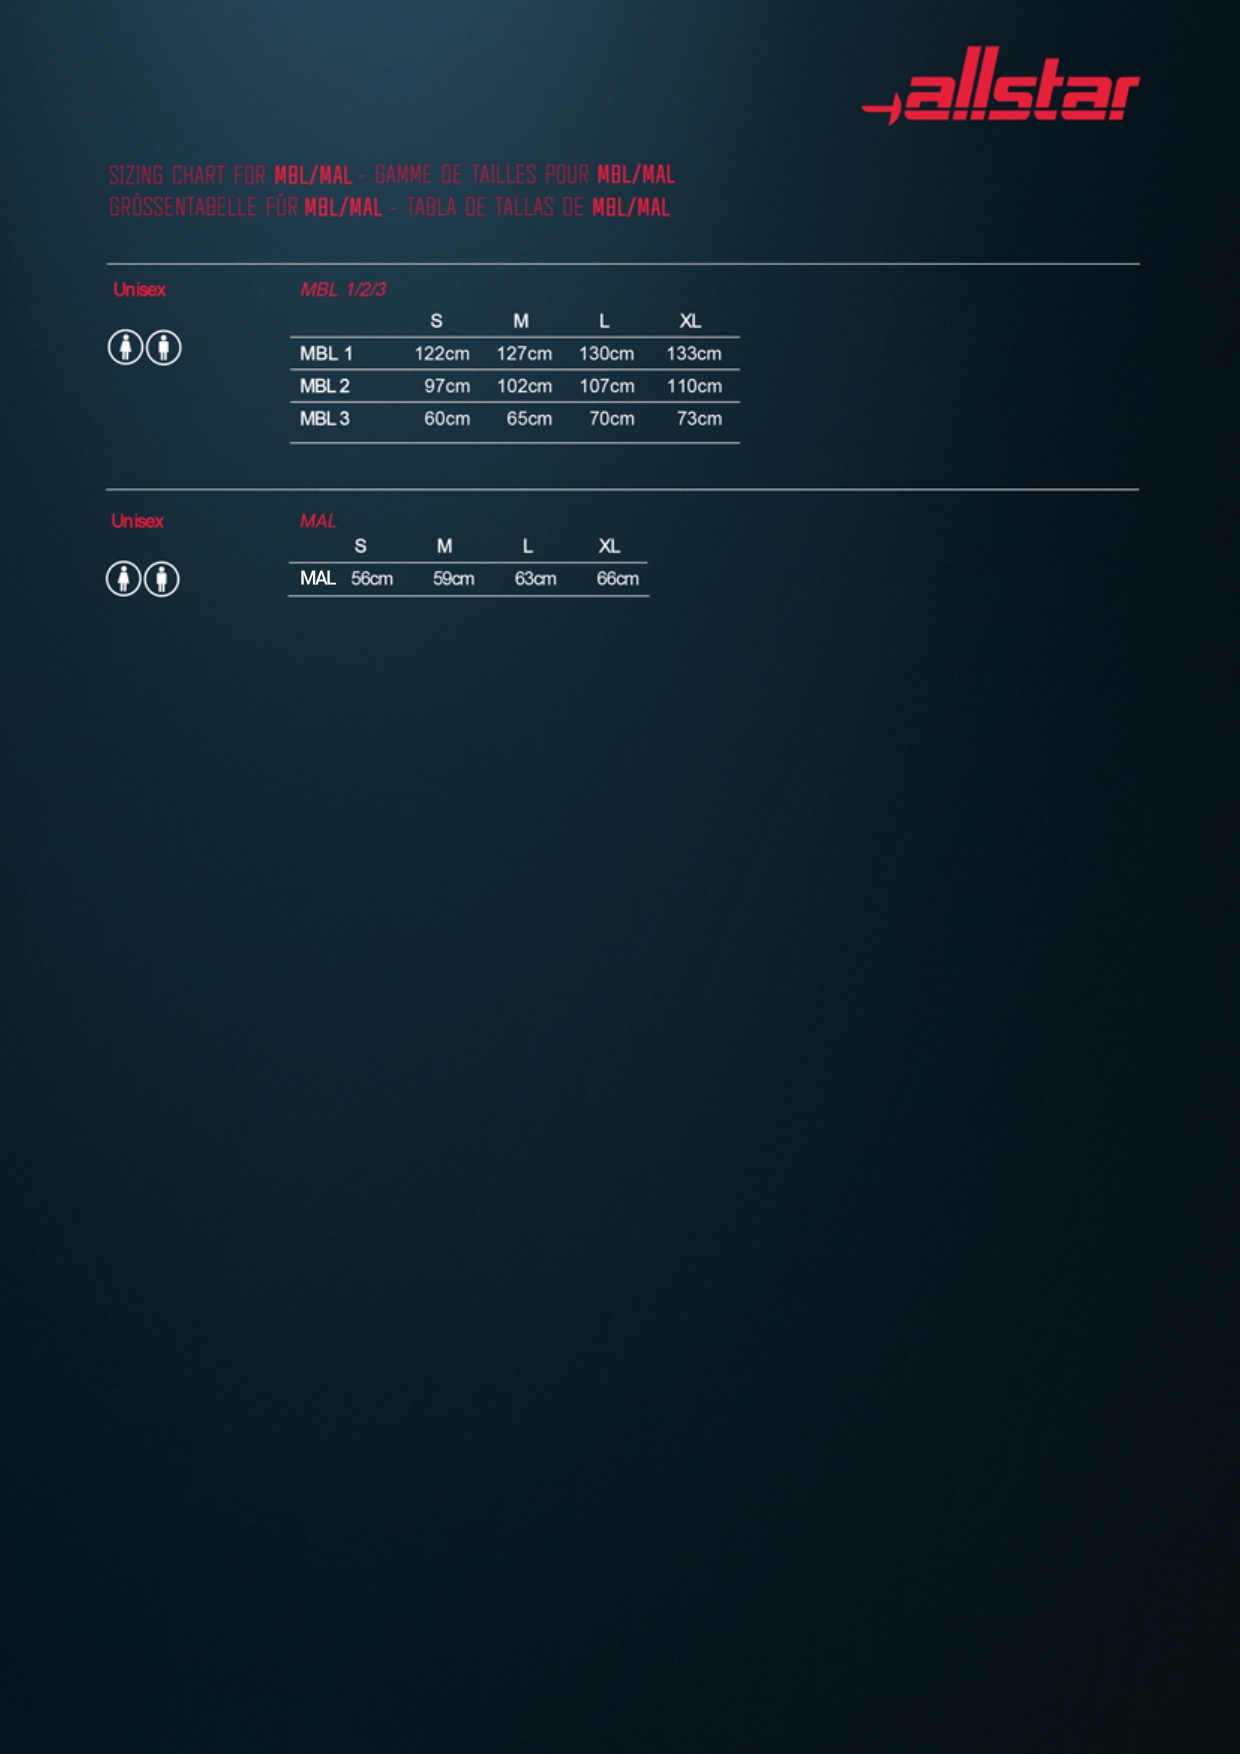 allstar
SIZING CHART FOR MBL/MAL - GAMME DE TAILLES POUR MBL/MAL
GRÖSSENTABELLE FÜR MBL/MAL - TABLA DE TALLAS DE MBL/MAL
Unisex MBL 1/2/3
S M L XL
MBL 1 122cm 127cm 130cm 133cm
MBL 2 97cm 102cm 107cm 110cm
MBL 3 60cm 65cm 70cm 73cm
Unisex MAL
S M L XL
MAL 56cm 59cm 63cm 66cm